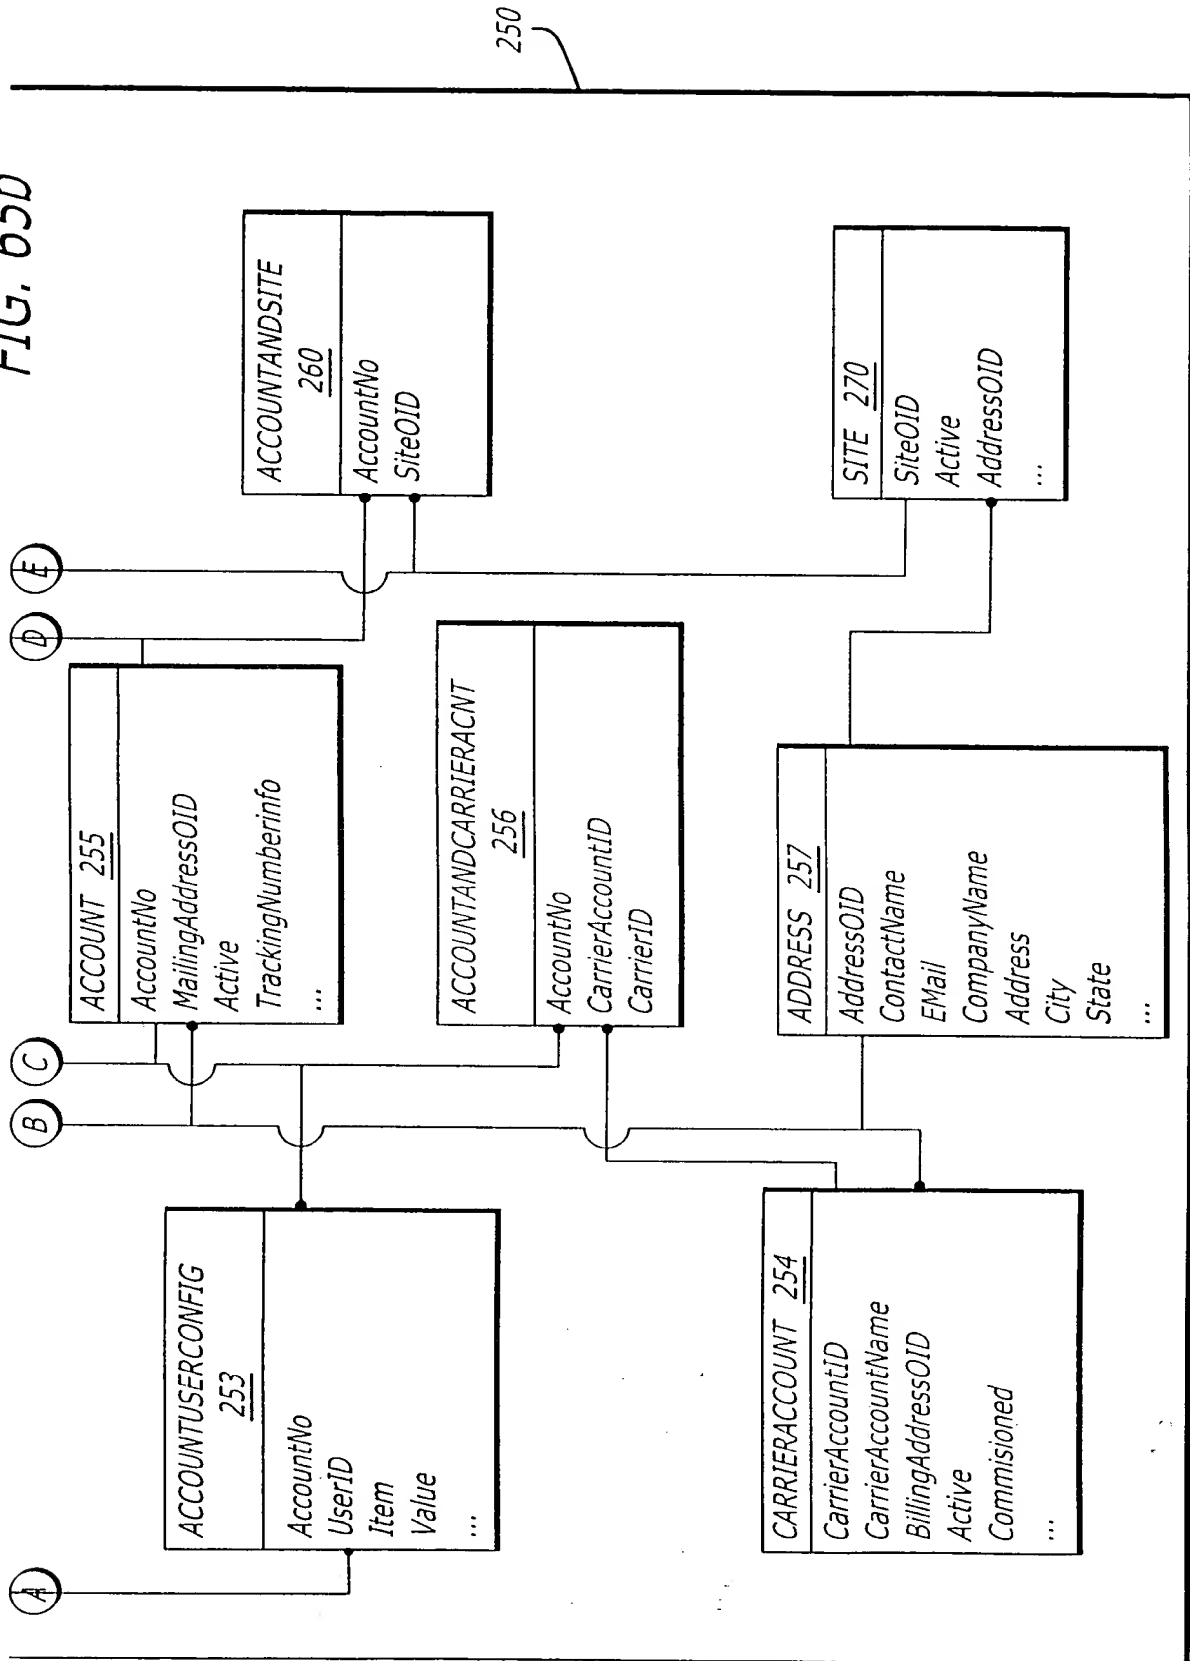 FIG. 65D
A
B
C
D
E
ACCOUNT 255
AccountNo
MailingAddressOID
Active
TrackingNumberinfo
...
ACCOUNTUSERCONFIG
253
AccountNo
UserID
Item
Value
...
ACCOUNTANDSITE
260
AccountNo
SiteOID
250
ACCOUNTANDCARRIERACNT
256
AccountNo
CarrierAccountID
CarrierID
CARRIERACCOUNT 254
CarrierAccountID
CarrierAccountName
BillingAddressOID
Active
Commisioned
...
ADDRESS 257
AddressOID
ContactName
EMail
CompanyName
Address
City
State
...
SITE 270
SiteOID
Active
AddressOID
...